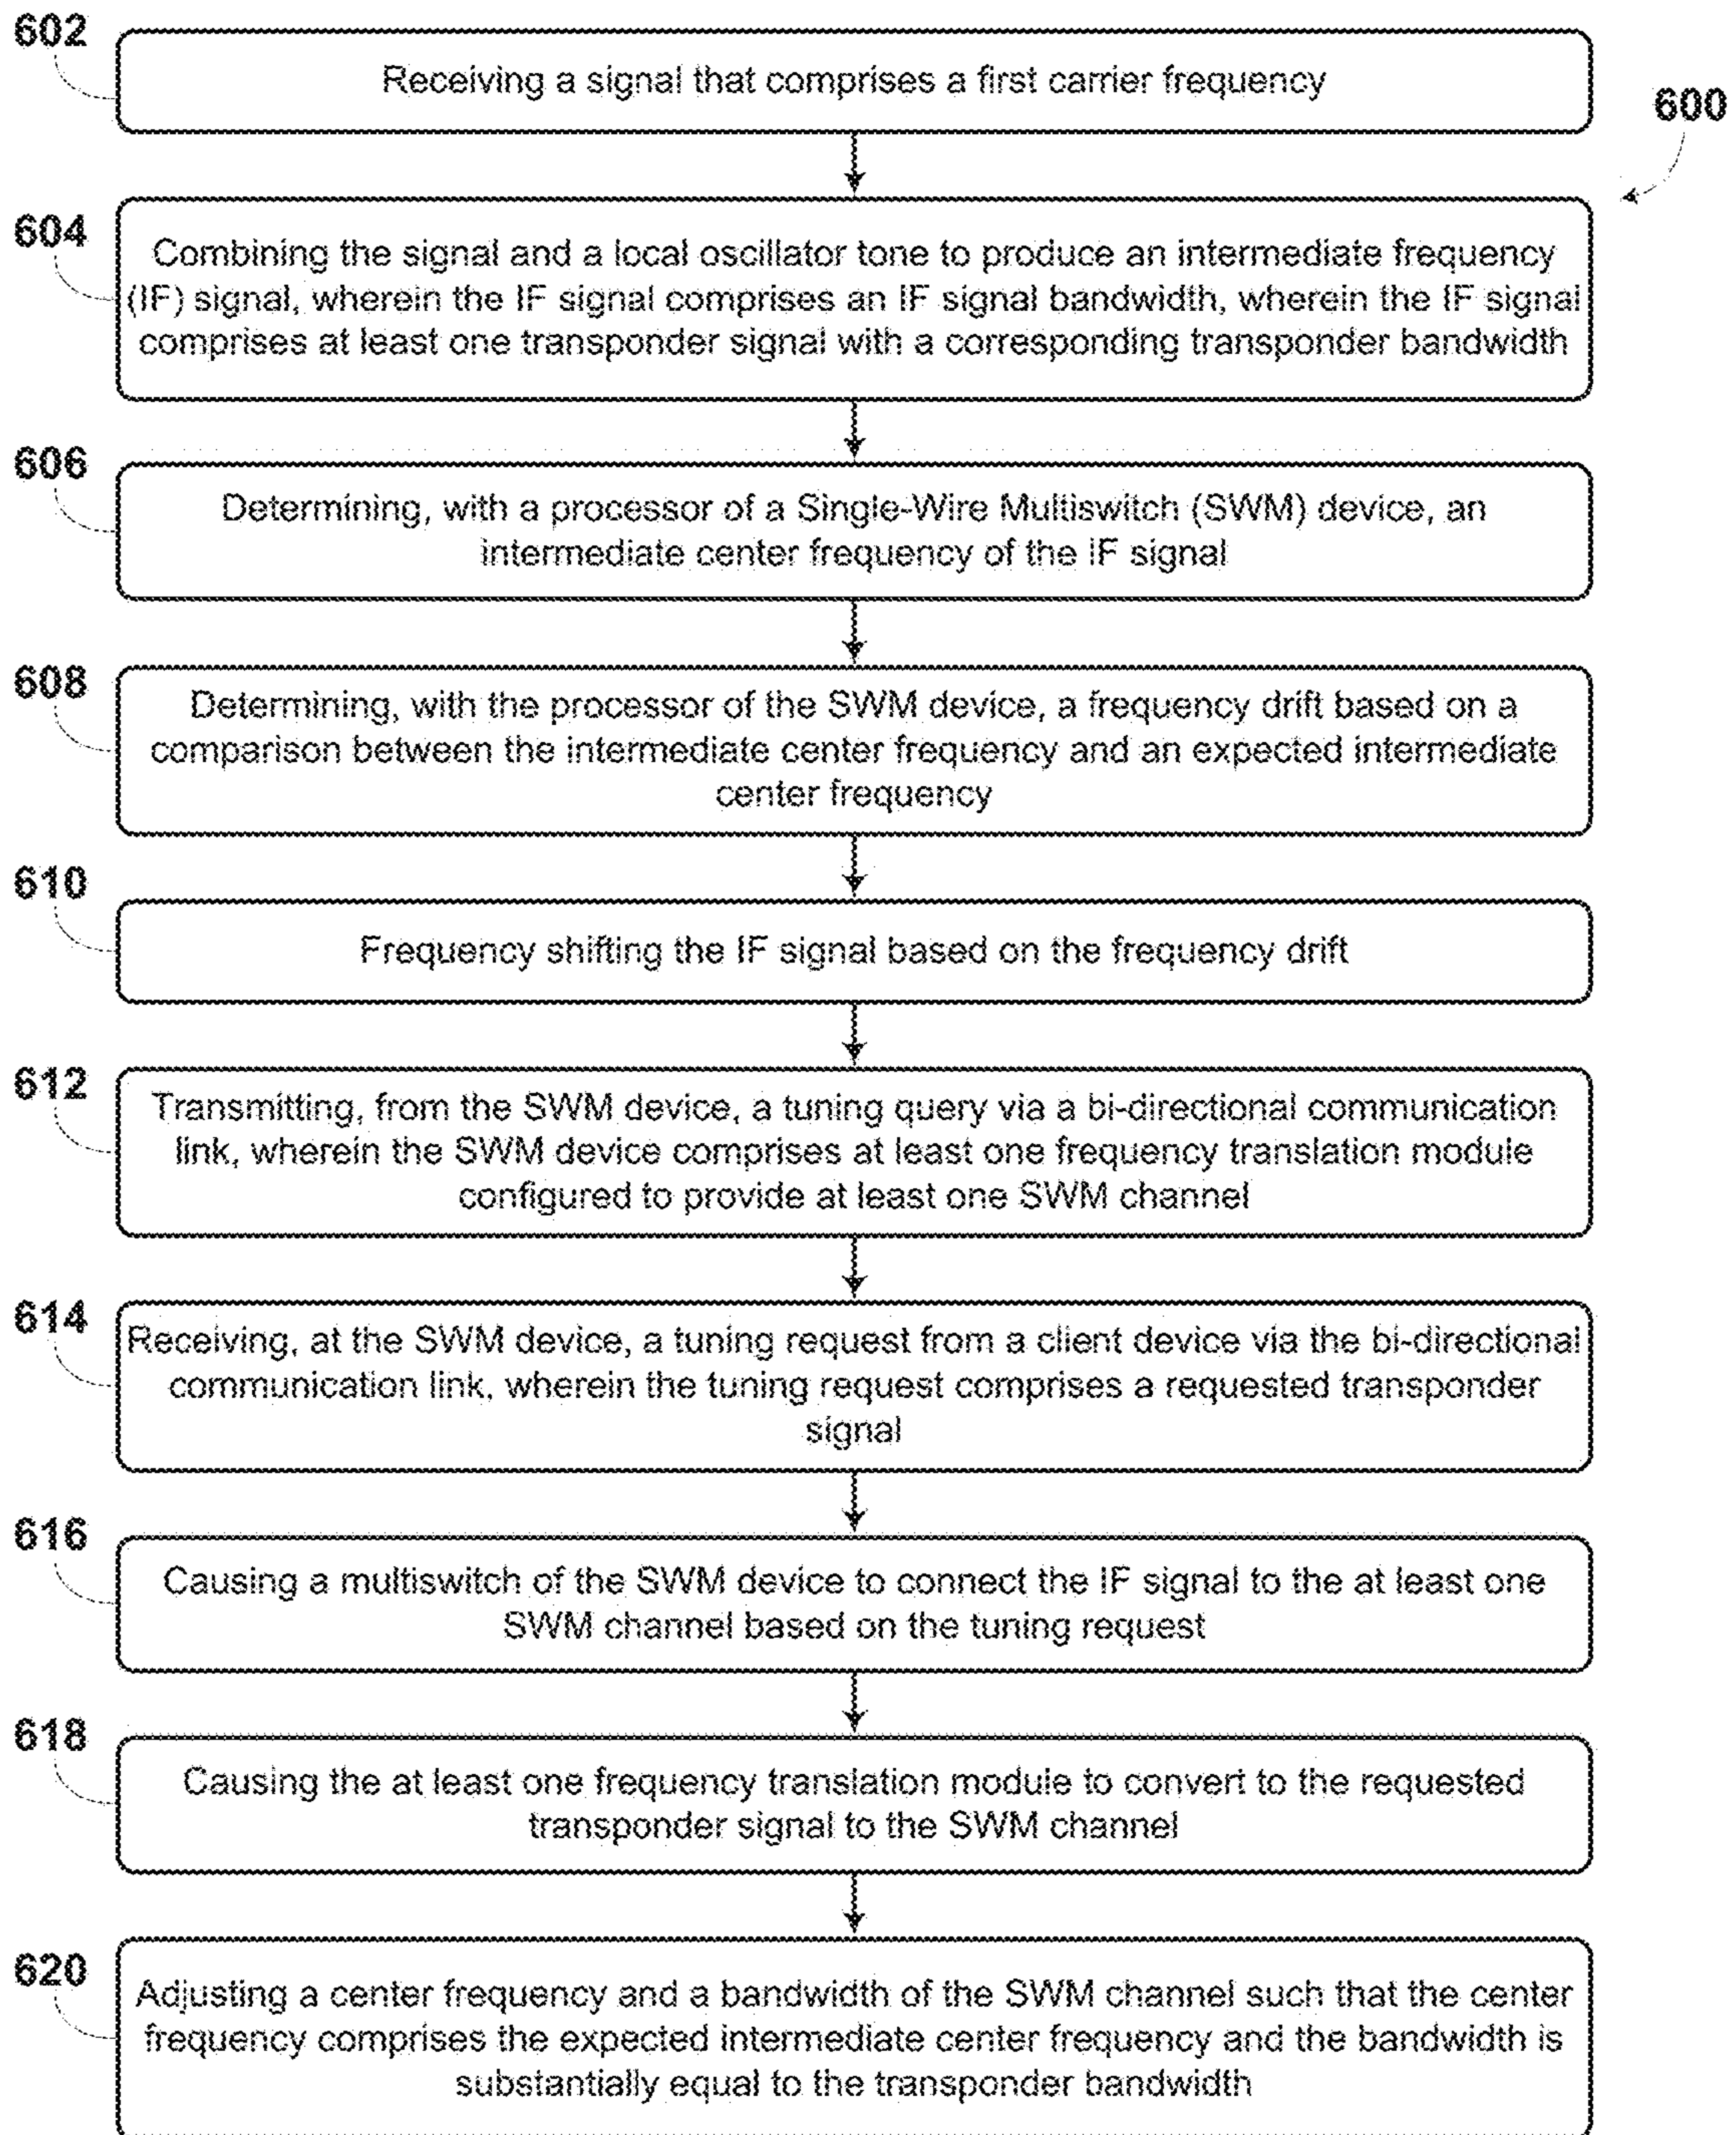 602
Receiving a signal that comprises a first carrier frequency
600
604
Combining the signal and a local oscillator tone to produce an intermediate frequency
(IF) signal, wherein the IF signal comprises an IF signal bandwidth, wherein the IF signal
comprises at least one transponder signal with a corresponding transponder bandwidth
606
Determining, with a processor of a Single-Wire Multiswitch (SWM) device, an
intermediate center frequency of the IF signal
608
Determining, with the processor of the SWM device, a frequency drift based on a
comparison between the intermediate center frequency and an expected intermediate
center frequency
610
Frequency shifting the IF signal based on the frequency drift
612
Transmitting, from the SWM device, a tuning query via a bi-directional communication
link, wherein the SWM device comprises at least one frequency translation module
configured to provide at least one SWM channel
614
Receiving, at the SWM device, a tuning request from a client device via the bi-directional
communication link, wherein the tuning request comprises a requested transponder
signal
616
Causing a multiswitch of the SWM device to connect the IF signal to the at least one
SWM channel based on the tuning request
618
Causing the at least one frequency translation module to convert to the requested
transponder signal to the SWM channel
620
Adjusting a center frequency and a bandwidth of the SWM channel such that the center
frequency comprises the expected intermediate center frequency and the bandwidth is
substantially equal to the transponder bandwidth